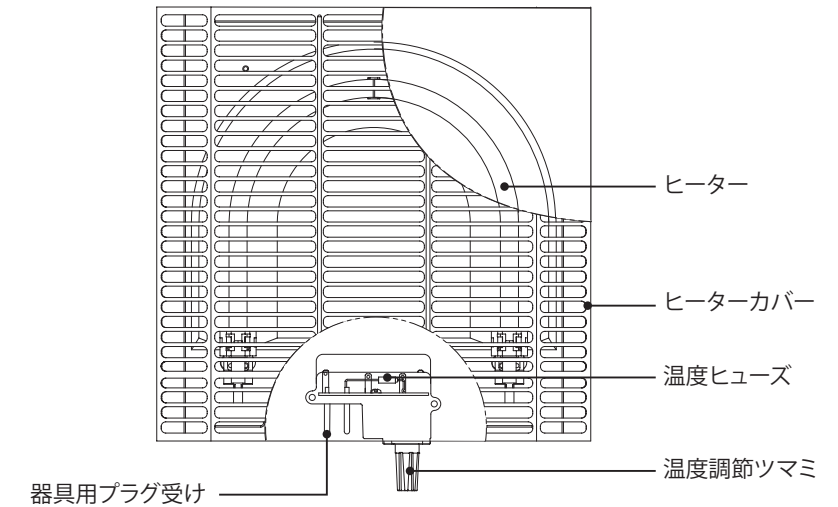 ヒーター
ヒーターカバー
温度ヒューズ
温度調節ツマミ
器具用プラグ受け